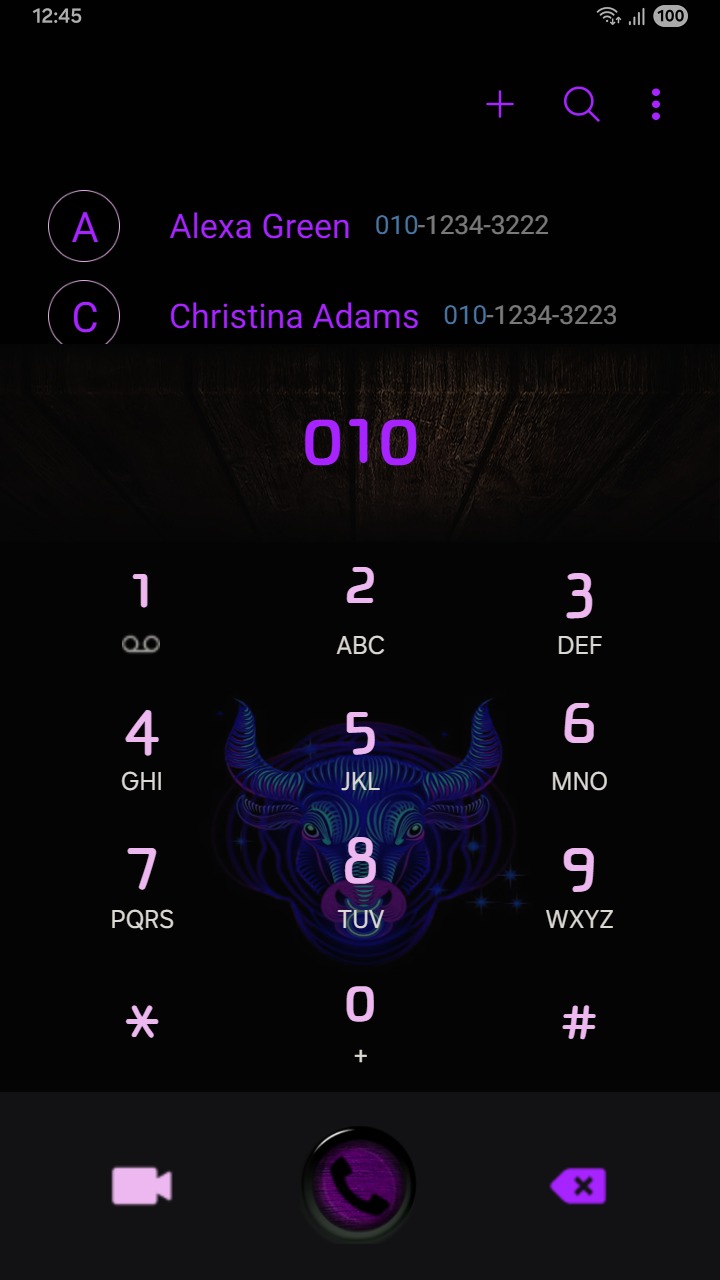 12:45 100
A Alexa Green 010-1234-3222
C Christina Adams 010-1234-3223
010
1 2 3
ABC DEF
4 5 6
GHI JKL MNO
7 8 9
PQRS TUV WXYZ
* 0 #
+